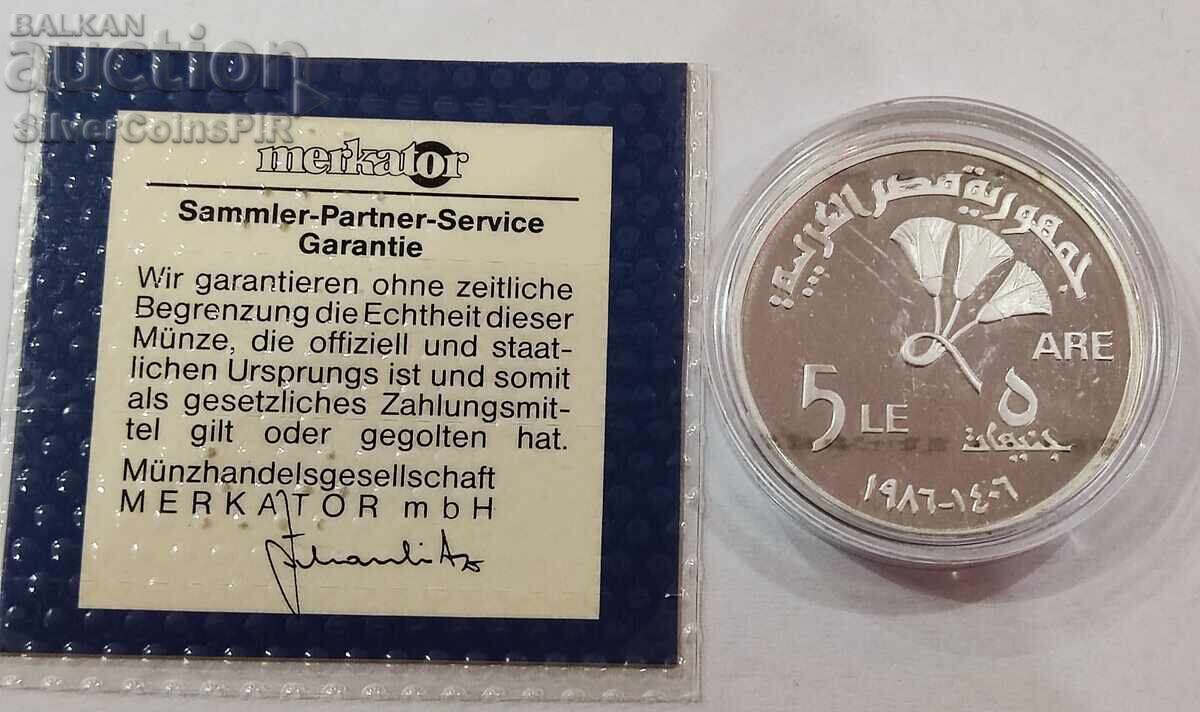 BALKAN
auction
SilverCoinsPIR
merkator
Sammler-Partner-Service
Garantie
Wir garantieren ohne zeitliche
Begrenzung die Echtheit dieser
Münze, die offiziell und staat-
lichen Ursprungs ist und somit
als gesetzliches Zahlungsmit-
tel gilt oder gegolten hat.
Münzhandelsgesellschaft
MERKATOR mbH
جمهورية مصر العربية
ARE
5 LE
٥
جنيهات
١٩٨٦-١٤٠٦